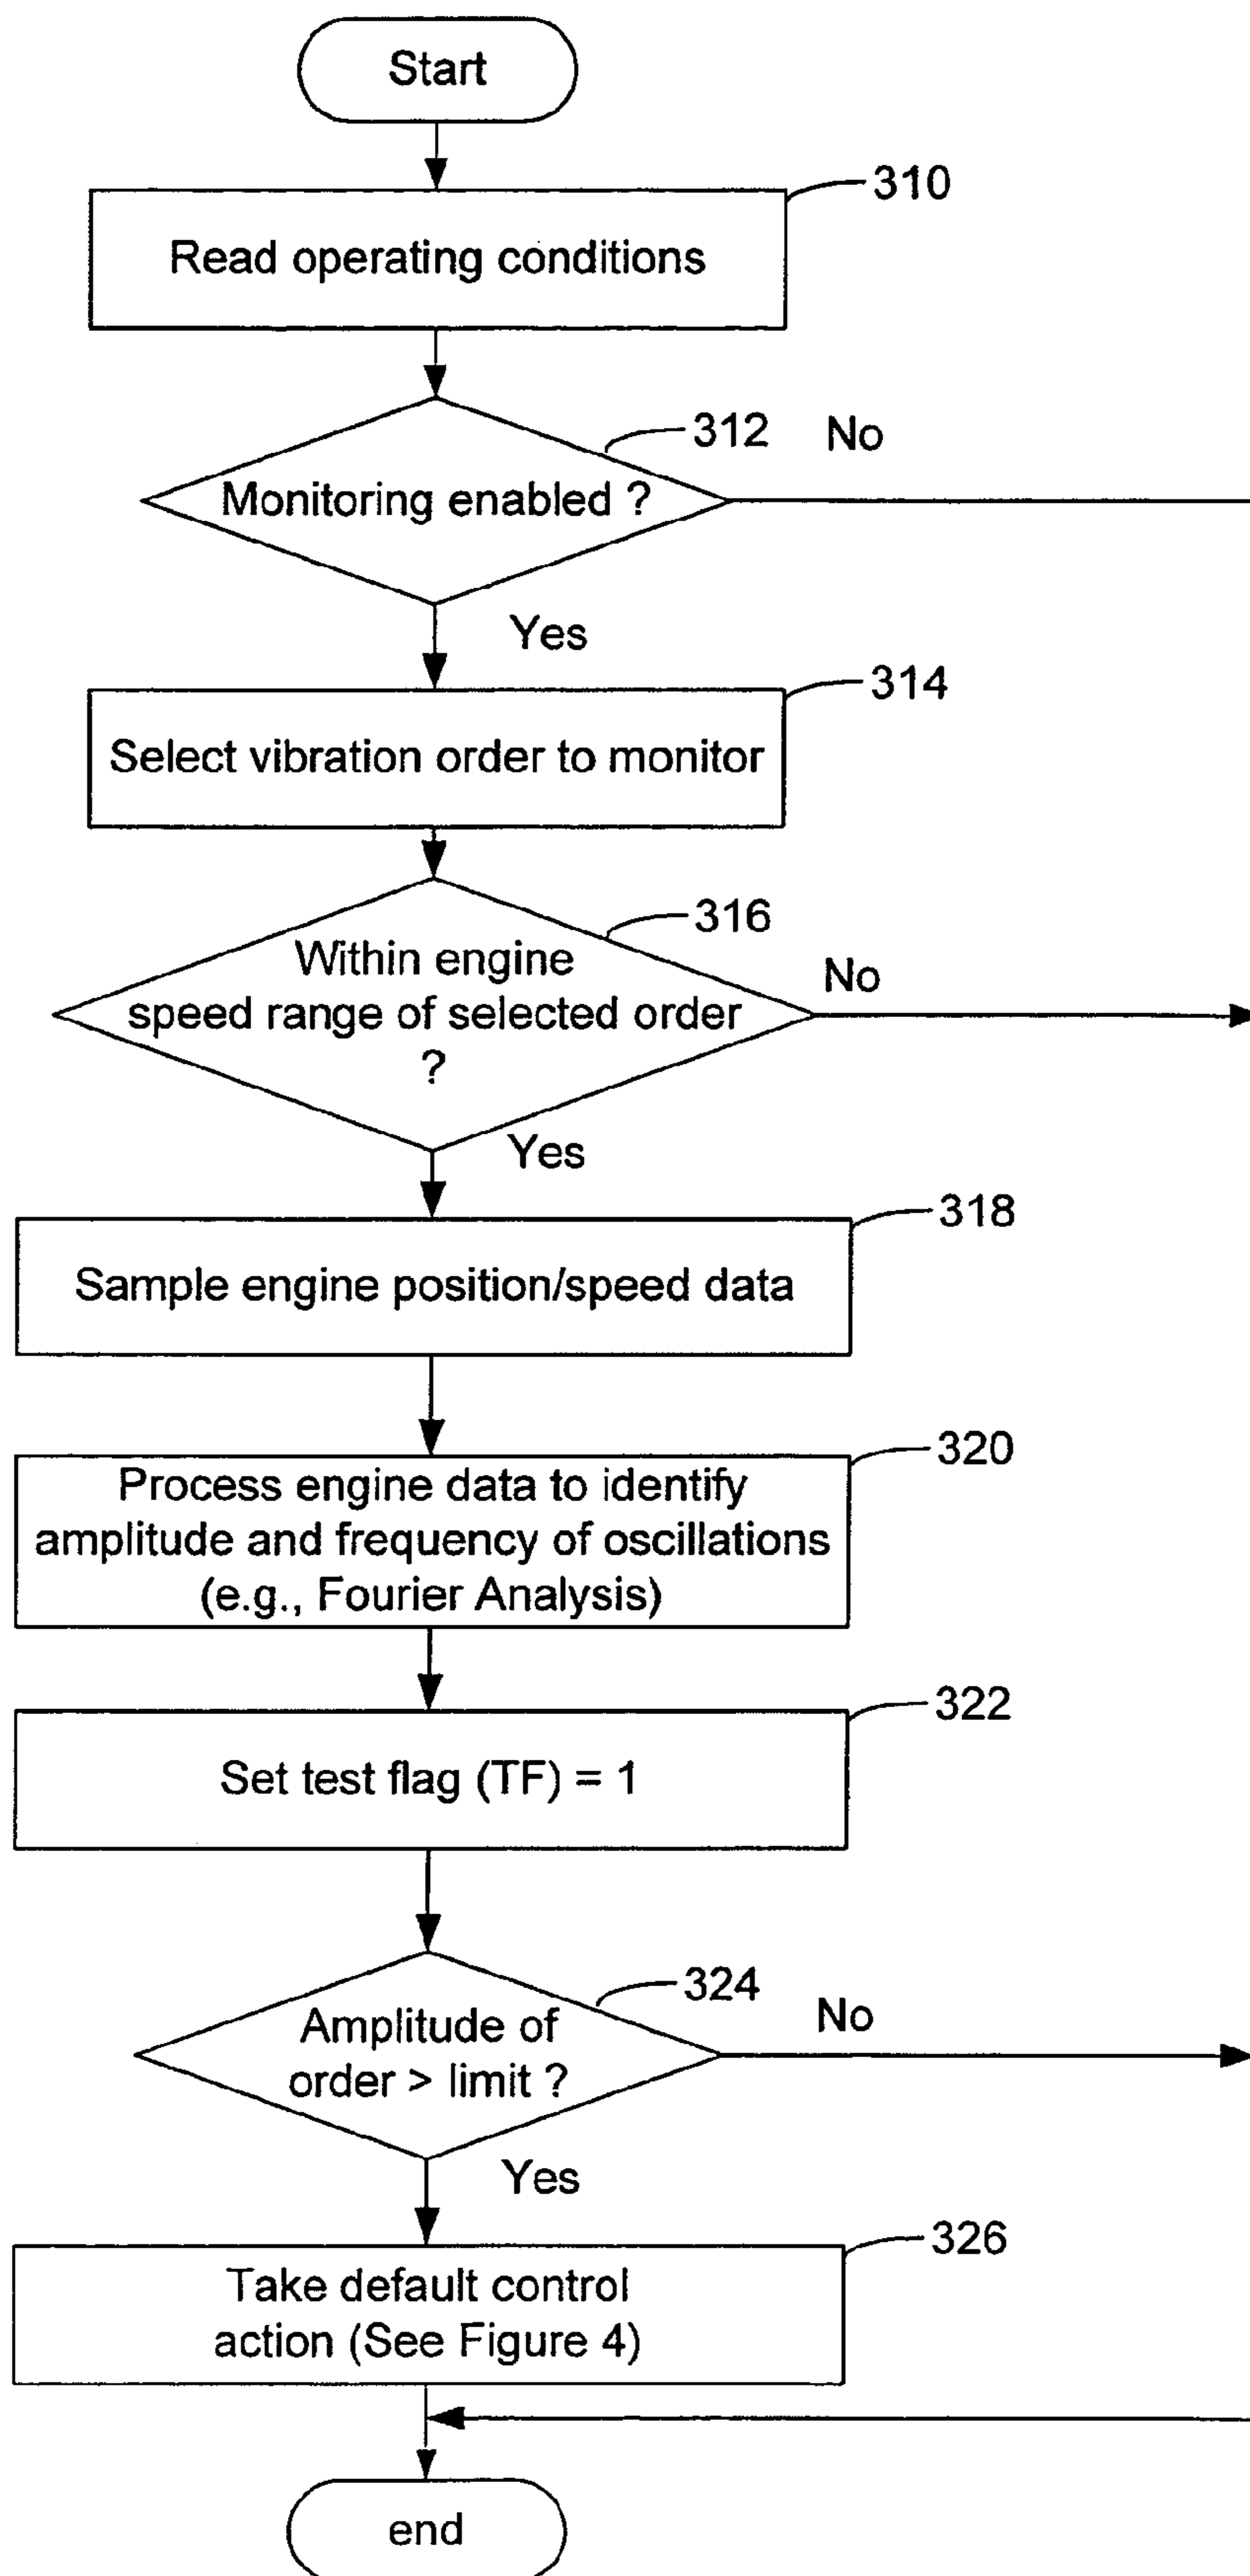 Start
310
Read operating conditions
312
No
Monitoring enabled ?
Yes
314
Select vibration order to monitor
316
Within engine
speed range of selected order
?
No
Yes
318
Sample engine position/speed data
320
Process engine data to identify
amplitude and frequency of oscillations
(e.g., Fourier Analysis)
322
Set test flag (TF) = 1
324
Amplitude of
order > limit ?
No
Yes
326
Take default control
action (See Figure 4)
end